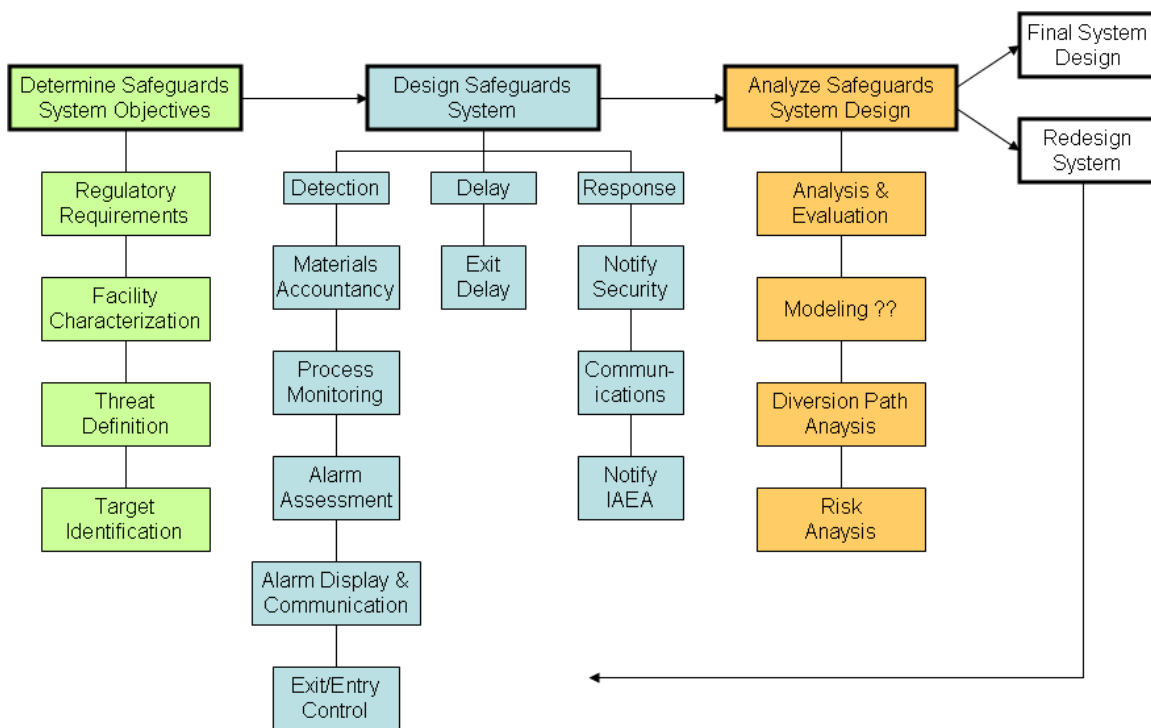 Final System
Design
Determine Safeguards
System Objectives
Design Safeguards
System
Analyze Safeguards
System Design
Redesign
System
Regulatory
Requirements
Facility
Characterization
Threat
Definition
Target
Identification
Detection
Materials
Accountancy
Process
Monitoring
Alarm
Assessment
Alarm Display &
Communication
Exit/Entry
Control
Delay
Exit
Delay
Response
Notify
Security
Commun-
ications
Notify
IAEA
Analysis &
Evaluation
Modeling ??
Diversion Path
Anaysis
Risk
Anaysis